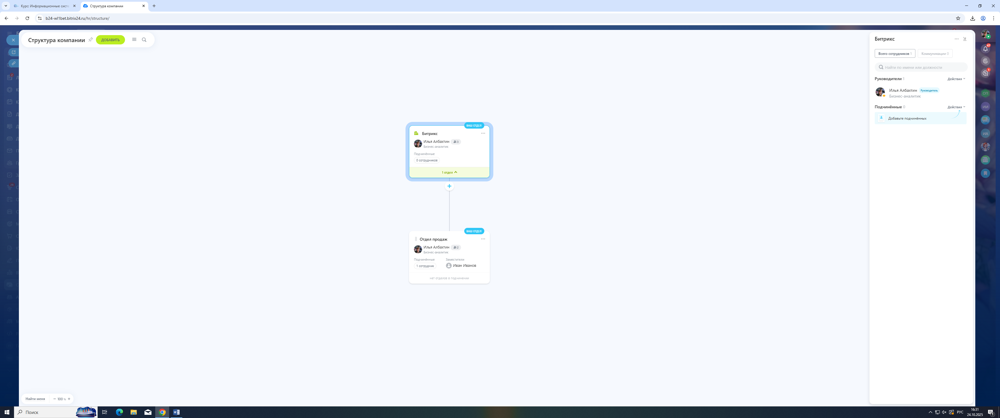 Курс: Информационные систе
Структура компании
b24-wl1bet.bitrix24.ru/hr/structure/
Структура компании
ДОБАВИТЬ
Битрикс
Всего сотрудников 1
Коммуникации 0
Найти по имени или должности
Руководители 1
Действия
Илья Албахтин
Руководитель
Бизнес-аналитик
Подчинённые 0
Действия
Добавьте подчинённых
47
1
ОП
ИИ
ИА
2
28
ВАШ ОТДЕЛ
Битрикс
Илья Албахтин
3
Бизнес-аналитик
Подчинённые
0 сотрудников
1 отдел
ВАШ ОТДЕЛ
Отдел продаж
Илья Албахтин
2
Бизнес-аналитик
Подчинённые
Заместители
1 сотрудник
Иван Иванов
нет отделов в подчинении
Найти меня
100 %
Поиск
РУС
16:31
24.10.2025
1